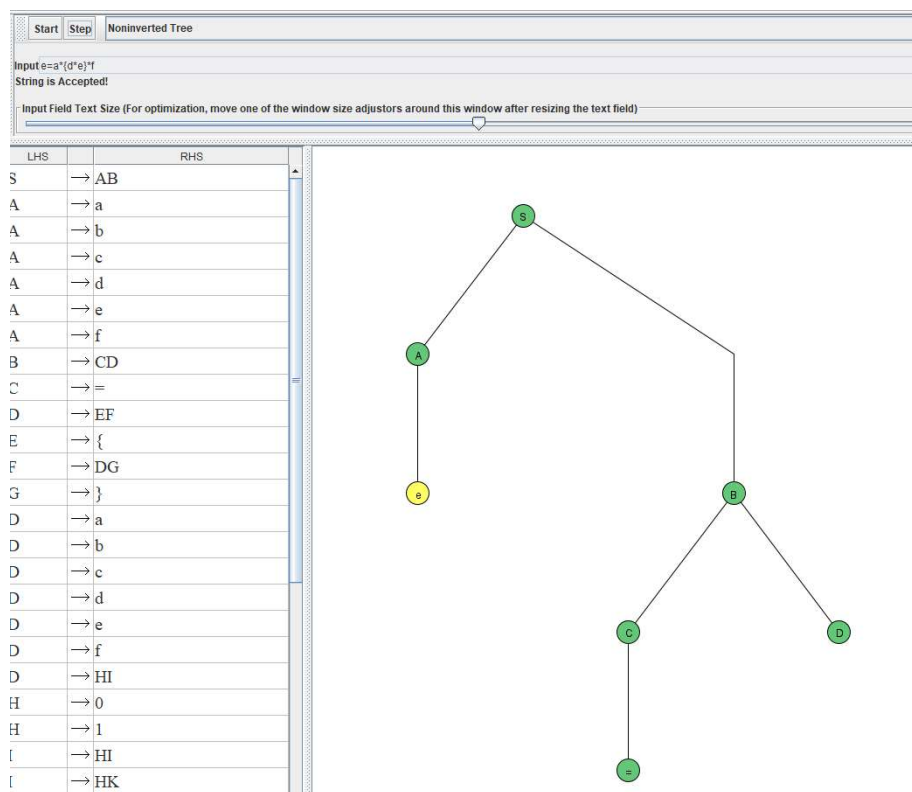 Start Step Noninverted Tree
Input e=a*{d*e}*f
String is Accepted!
Input Field Text Size (For optimization, move one of the window size adjustors around this window after resizing the text field)
LHS RHS
S → AB
A → a
A → b
A → c
A → d
A → e
A → f
B → CD
C → =
D → EF
E → {
F → DG
G → }
D → a
D → b
D → c
D → d
D → e
D → f
D → HI
H → 0
H → 1
I → HI
I → HK
S
A
e
B
C
D
=